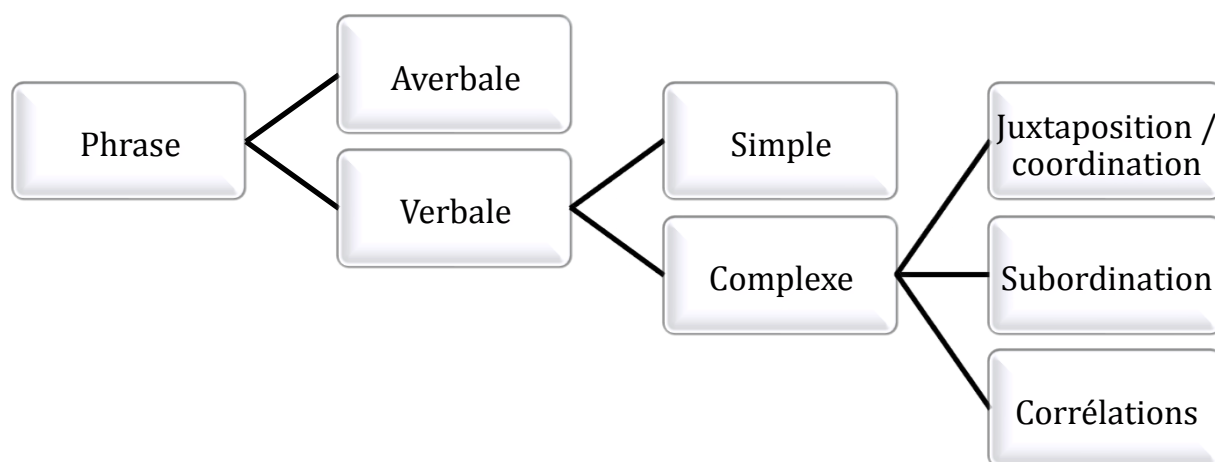 Phrase
Averbale
Verbale
Simple
Complexe
Juxtaposition /
coordination
Subordination
Corrélations